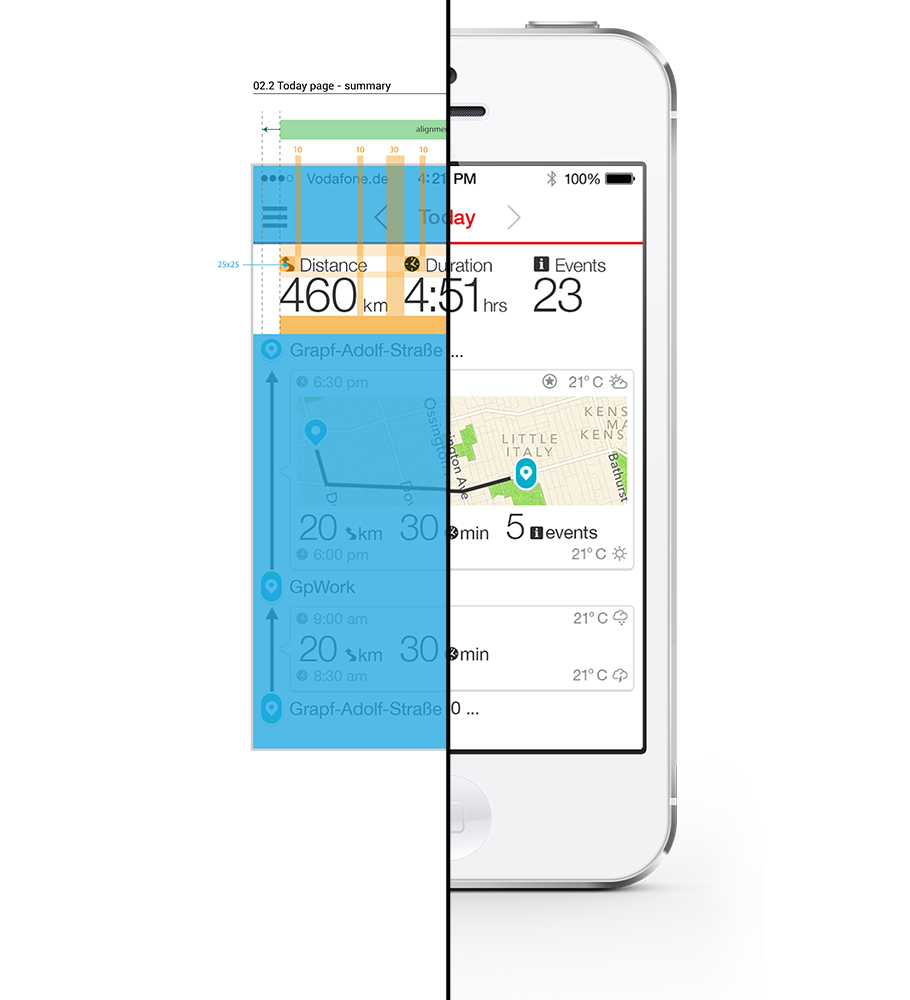 02.2 Today page - summary
alignme
10 10 30 10
Vodafone.de 4:21 PM 100%
Today
25x25
Distance Duration Events
460 km 4:51 hrs 23
Grapf-Adolf-Straße ...
6:30 pm 21° C
Ossington
ington Ave
KENS
MA
KENS
LITTLE
ITALY
Bathurst
20 km 30 min 5 events
6:00 pm 21° C
GpWork
9:00 am 21° C
20 km 30 min
8:30 am 21° C
Grapf-Adolf-Straße 0 ...